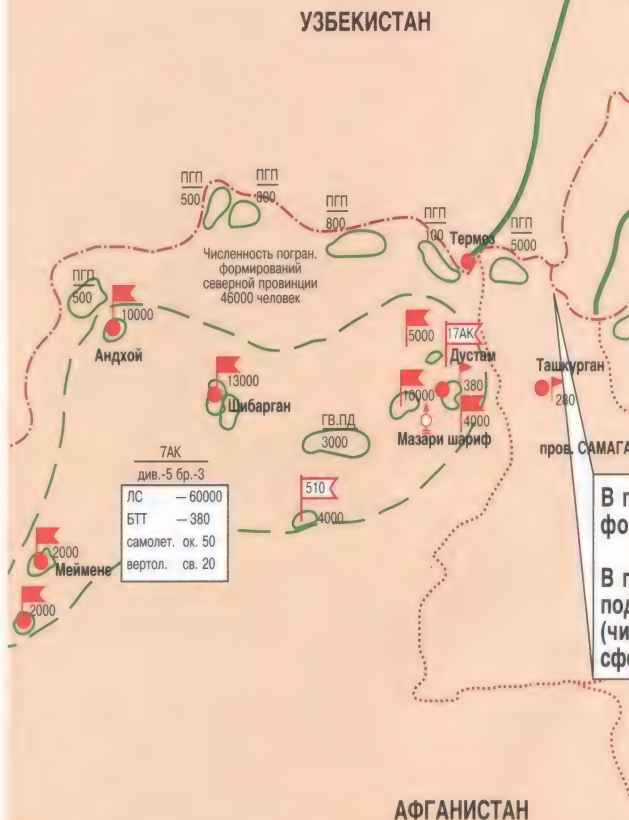 УЗБЕКИСТАН
ПГП
500
ПГП
800
ПГП
800
ПГП
100
Термоз
ПГП
5000
Численность погран.
формирований
северной провинции
46000 человек
ПГП
500
10000
Андхой
5000
17АК
Дустам
380
Ташкурган
280
13000
Шибарган
10000
4000
Мазари шариф
ГВ.ПД
3000
пров. САМАГА
7АК
див.-5 бр.-3
ЛС — 60000
БТТ — 380
самолет. ок. 50
вертол. св. 20
510
4000
В г
фо
В г
под
(чи
сфе
2000
Меймене
2000
АФГАНИСТАН